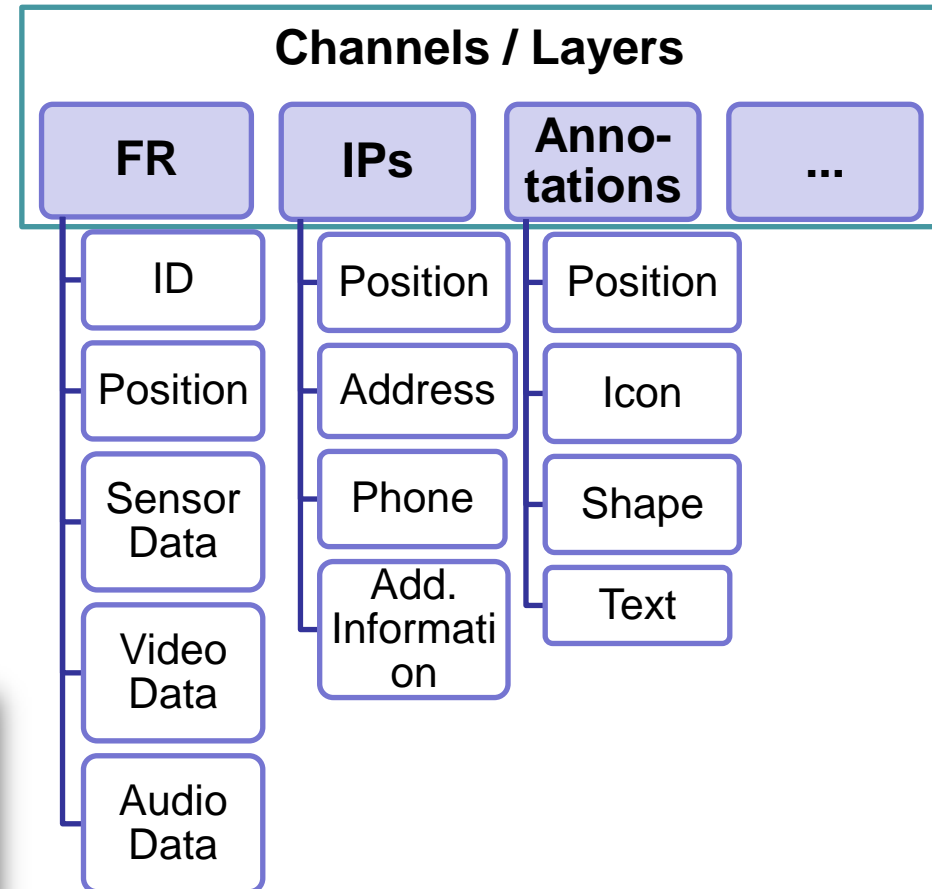 Channels / Layers
FR
IPs
Anno-
tations
...
ID
Position
Sensor
Data
Video
Data
Audio
Data
Position
Address
Phone
Add.
Informati
on
Position
Icon
Shape
Text